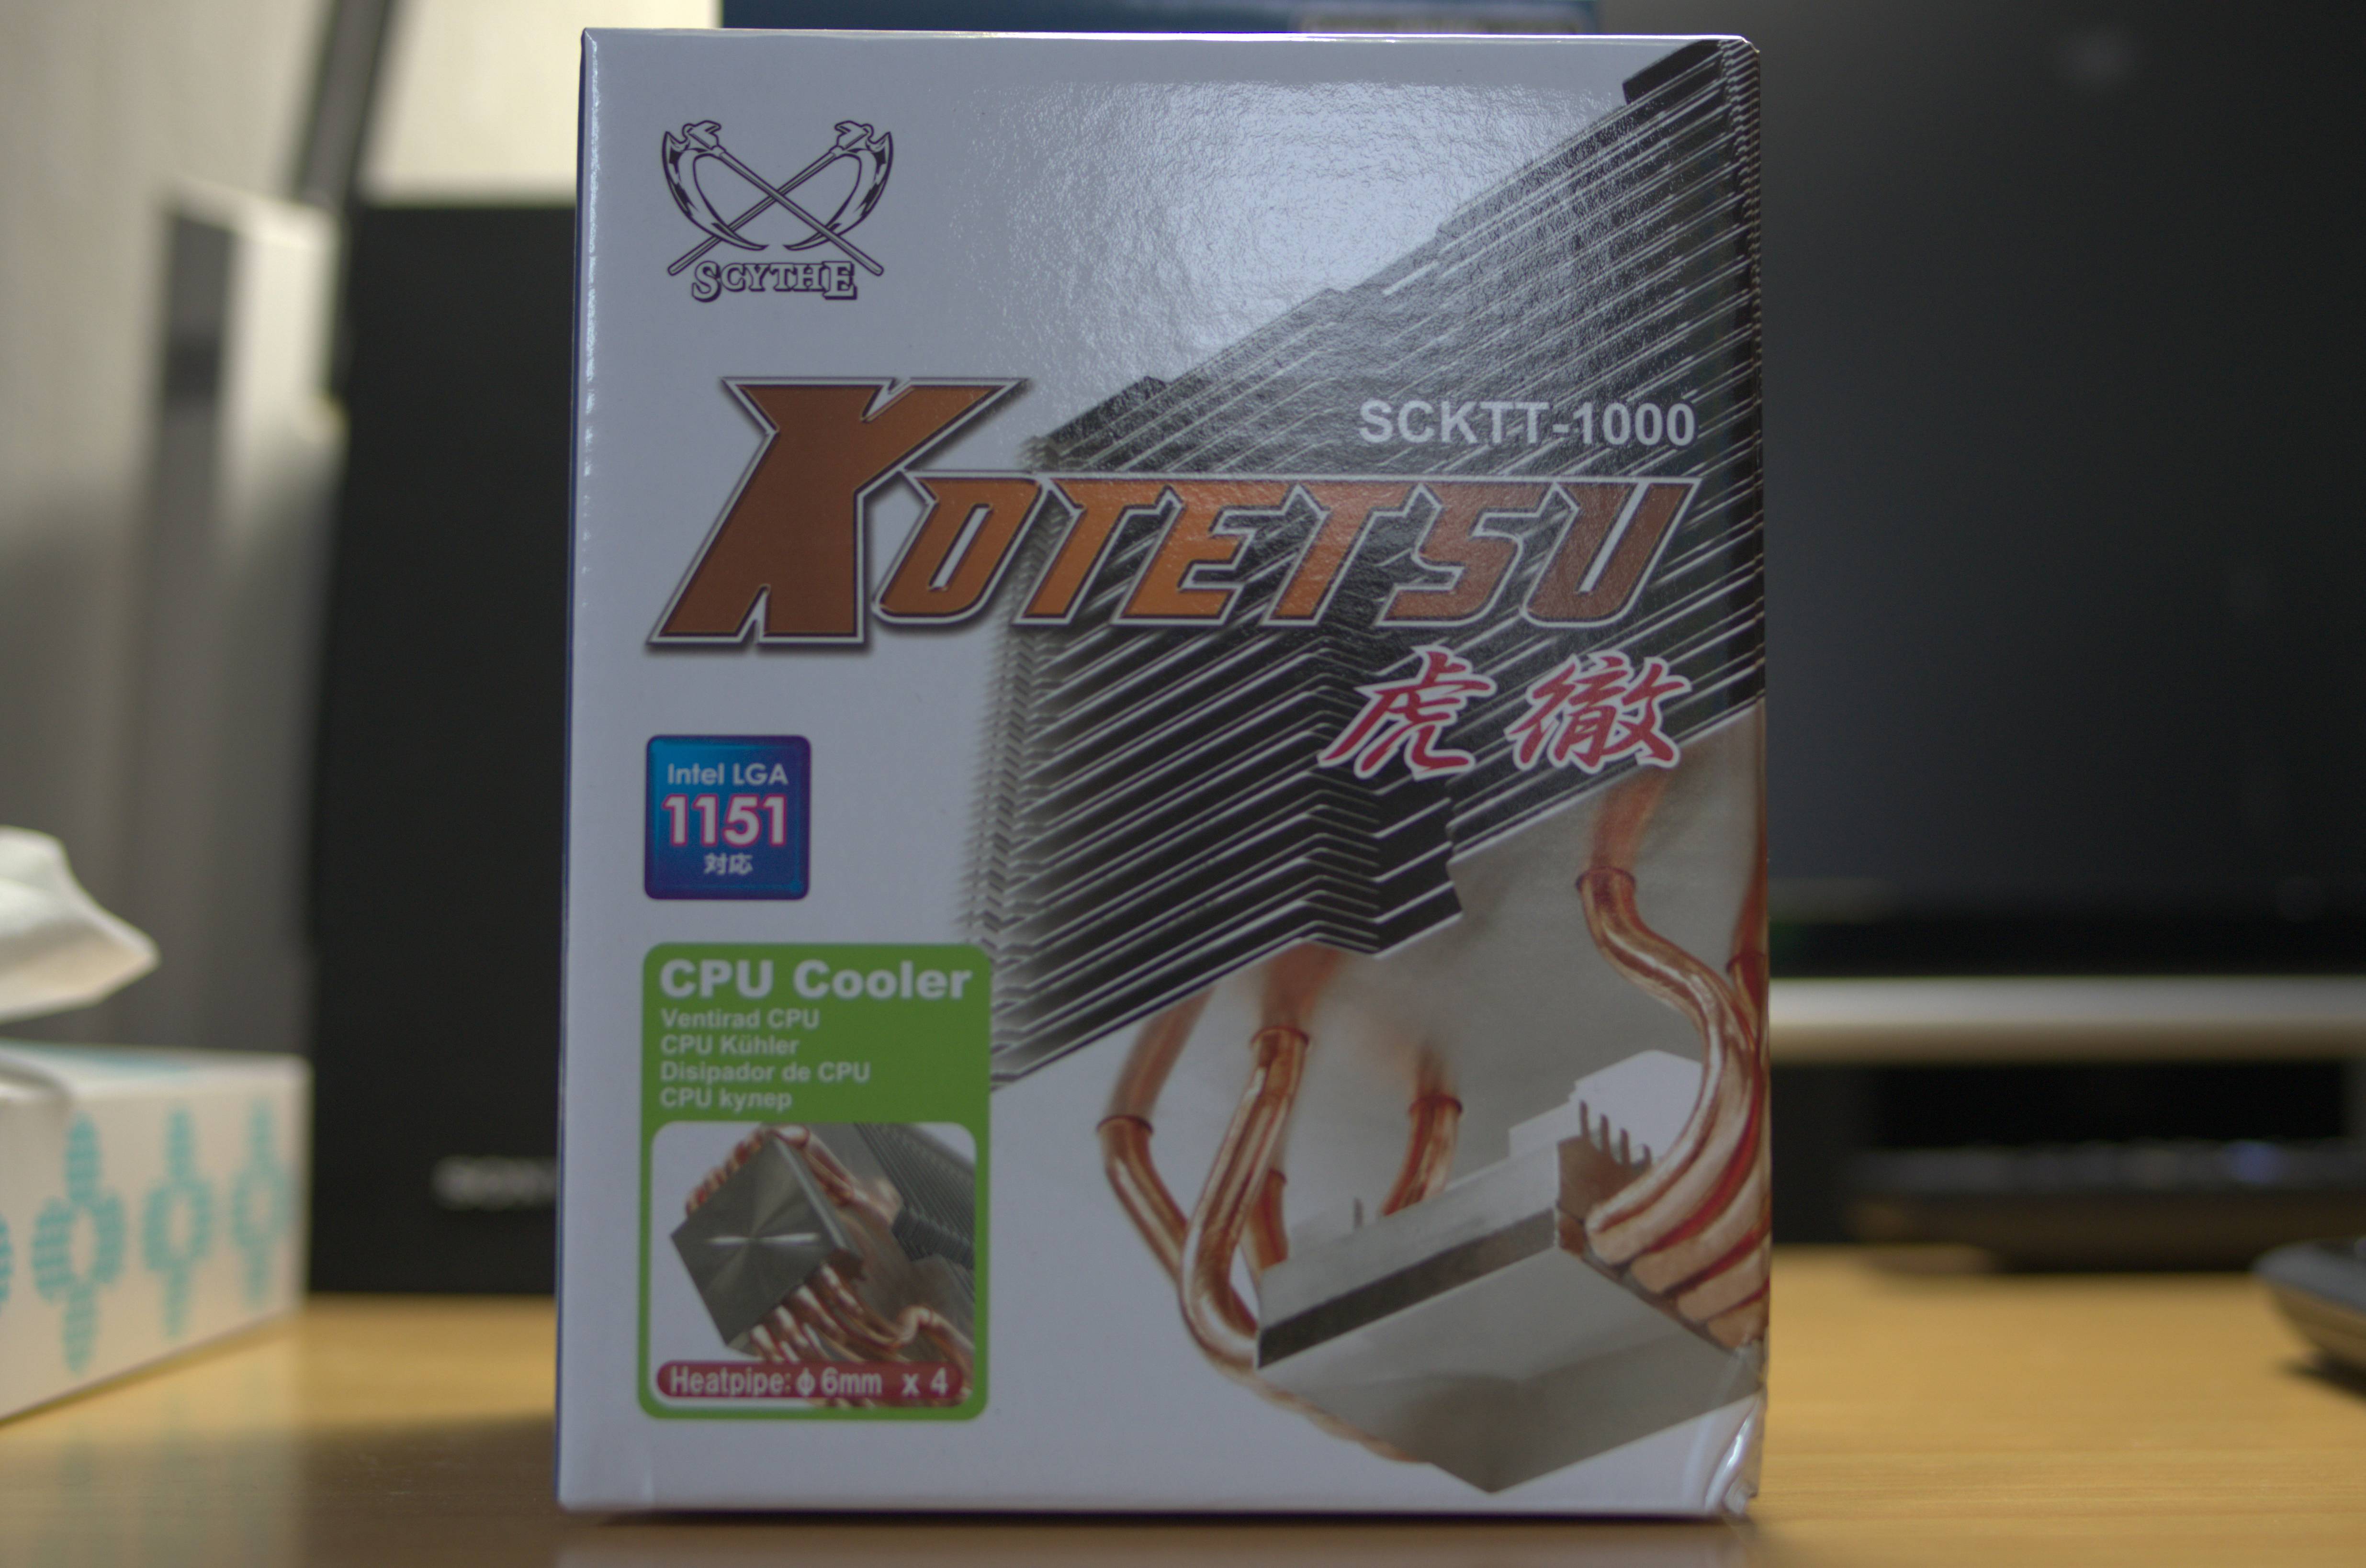 SCYTHE
SCKTT-1000
KOTETSU
虎徹
Intel LGA
1151
対応
CPU Cooler
Ventirad CPU
CPU Kühler
Disipador de CPU
CPU кулер
Heatpipe: ϕ 6mm x 4